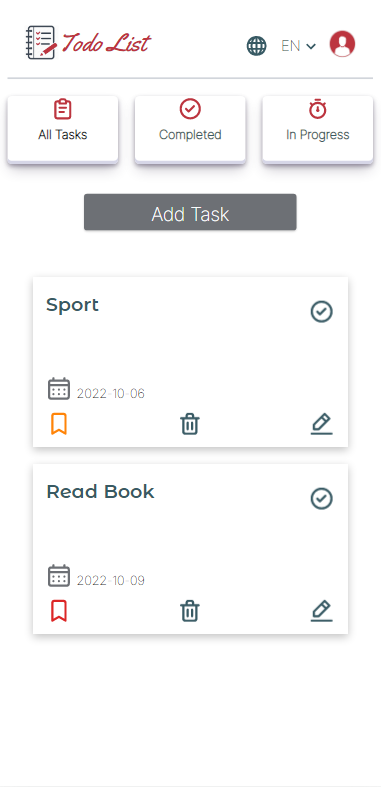 Todo List
EN
All Tasks
Completed
In Progress
Add Task
Sport
2022-10-06
Read Book
2022-10-09